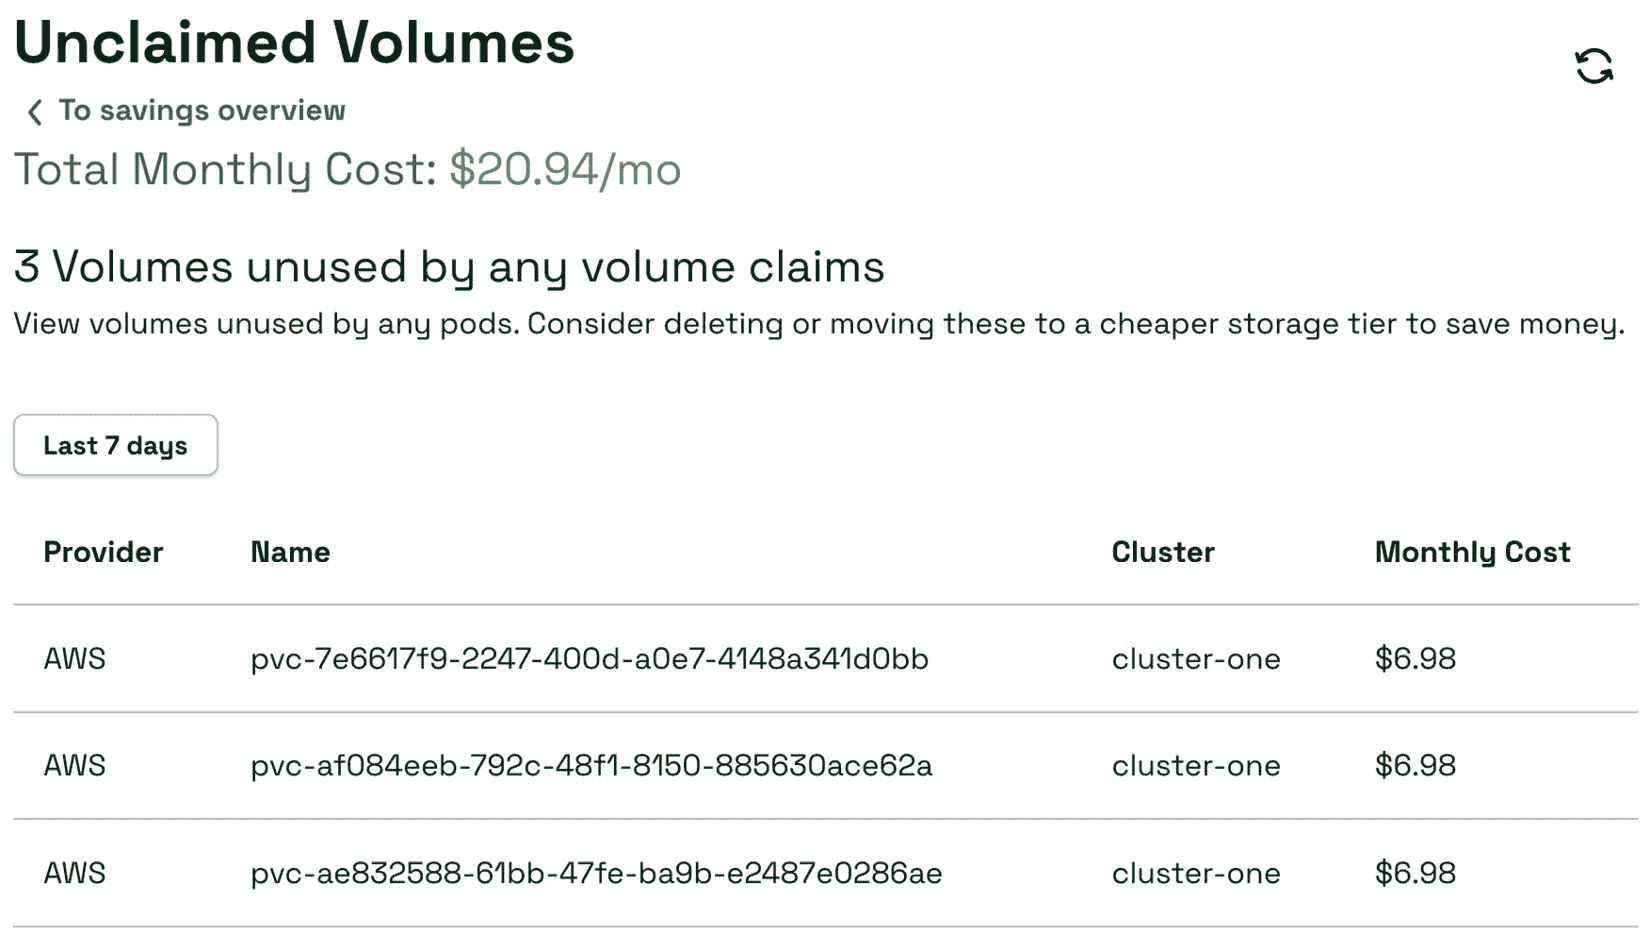 Unclaimed Volumes
To savings overview
Total Monthly Cost: $20.94/mo
3 Volumes unused by any volume claims
View volumes unused by any pods. Consider deleting or moving these to a cheaper storage tier to save money.
Last 7 days
Provider Name Cluster Monthly Cost
AWS pvc-7e6617f9-2247-400d-a0e7-4148a341d0bb cluster-one $6.98
AWS pvc-af084eeb-792c-48f1-8150-885630ace62a cluster-one $6.98
AWS pvc-ae832588-61bb-47fe-ba9b-e2487e0286ae cluster-one $6.98